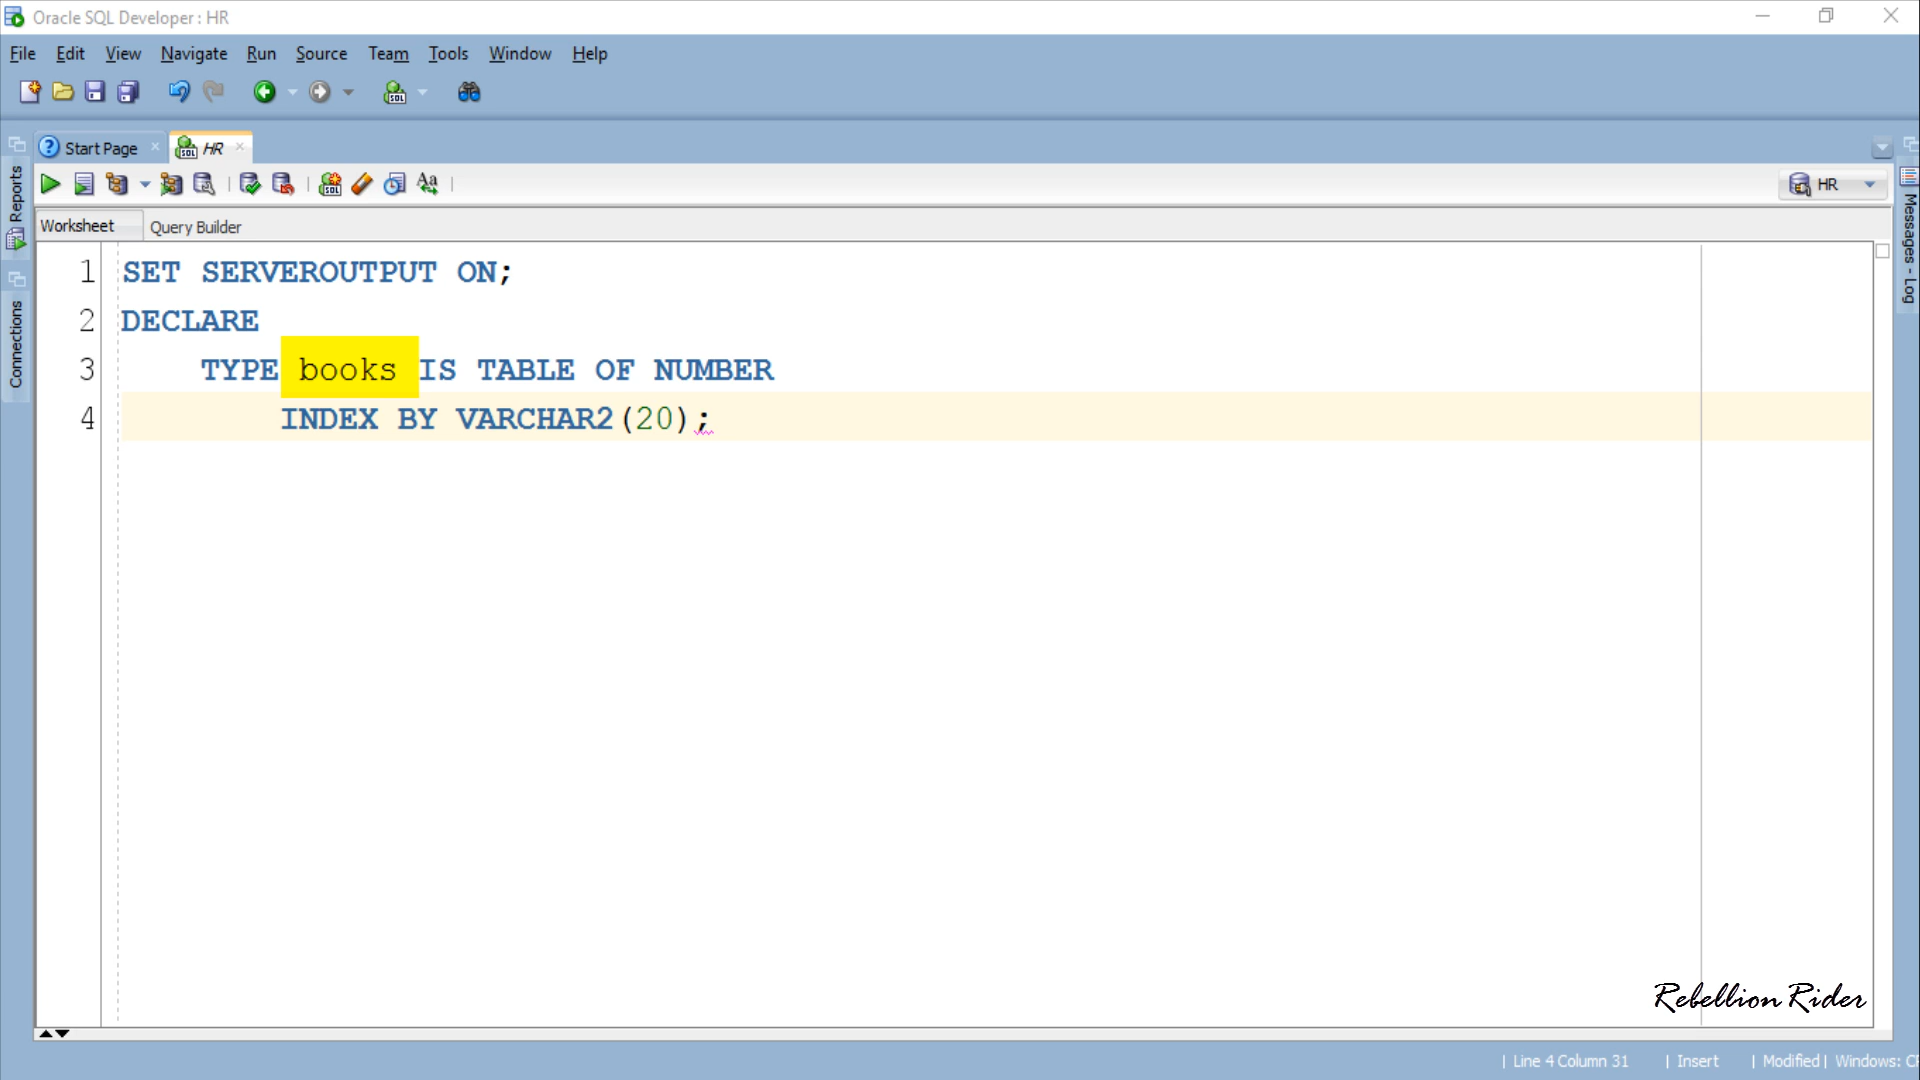 Oracle SQL Developer : HR
File Edit View Navigate Run Source Team Tools Window Help
Start Page HR
HR
Worksheet Query Builder
Reports
Connections
Messages - Log
1 SET SERVEROUTPUT ON;
2 DECLARE
3 TYPE books IS TABLE OF NUMBER
4 INDEX BY VARCHAR2(20);
Rebellion Rider
| Line 4 Column 31 | Insert | Modified | Windows: